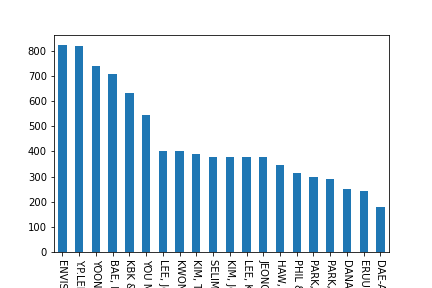 800
700
600
500
400
300
200
100
0
ENVIS
Y.P.LE
YOON
BAE,
KBK &
YOU M
LEE, J
KWON
KIM, T
SELIM
KIM, J
LEE, K
JEONG
HAW,
PHIL &
PARK,
PARK,
DANA
ERUU
DAE-A